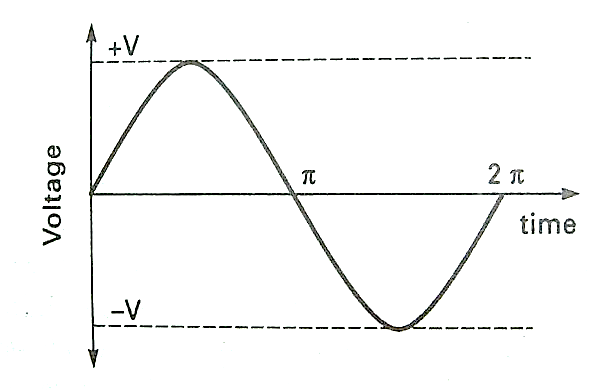 +V
Voltage
π
2 π
time
–V